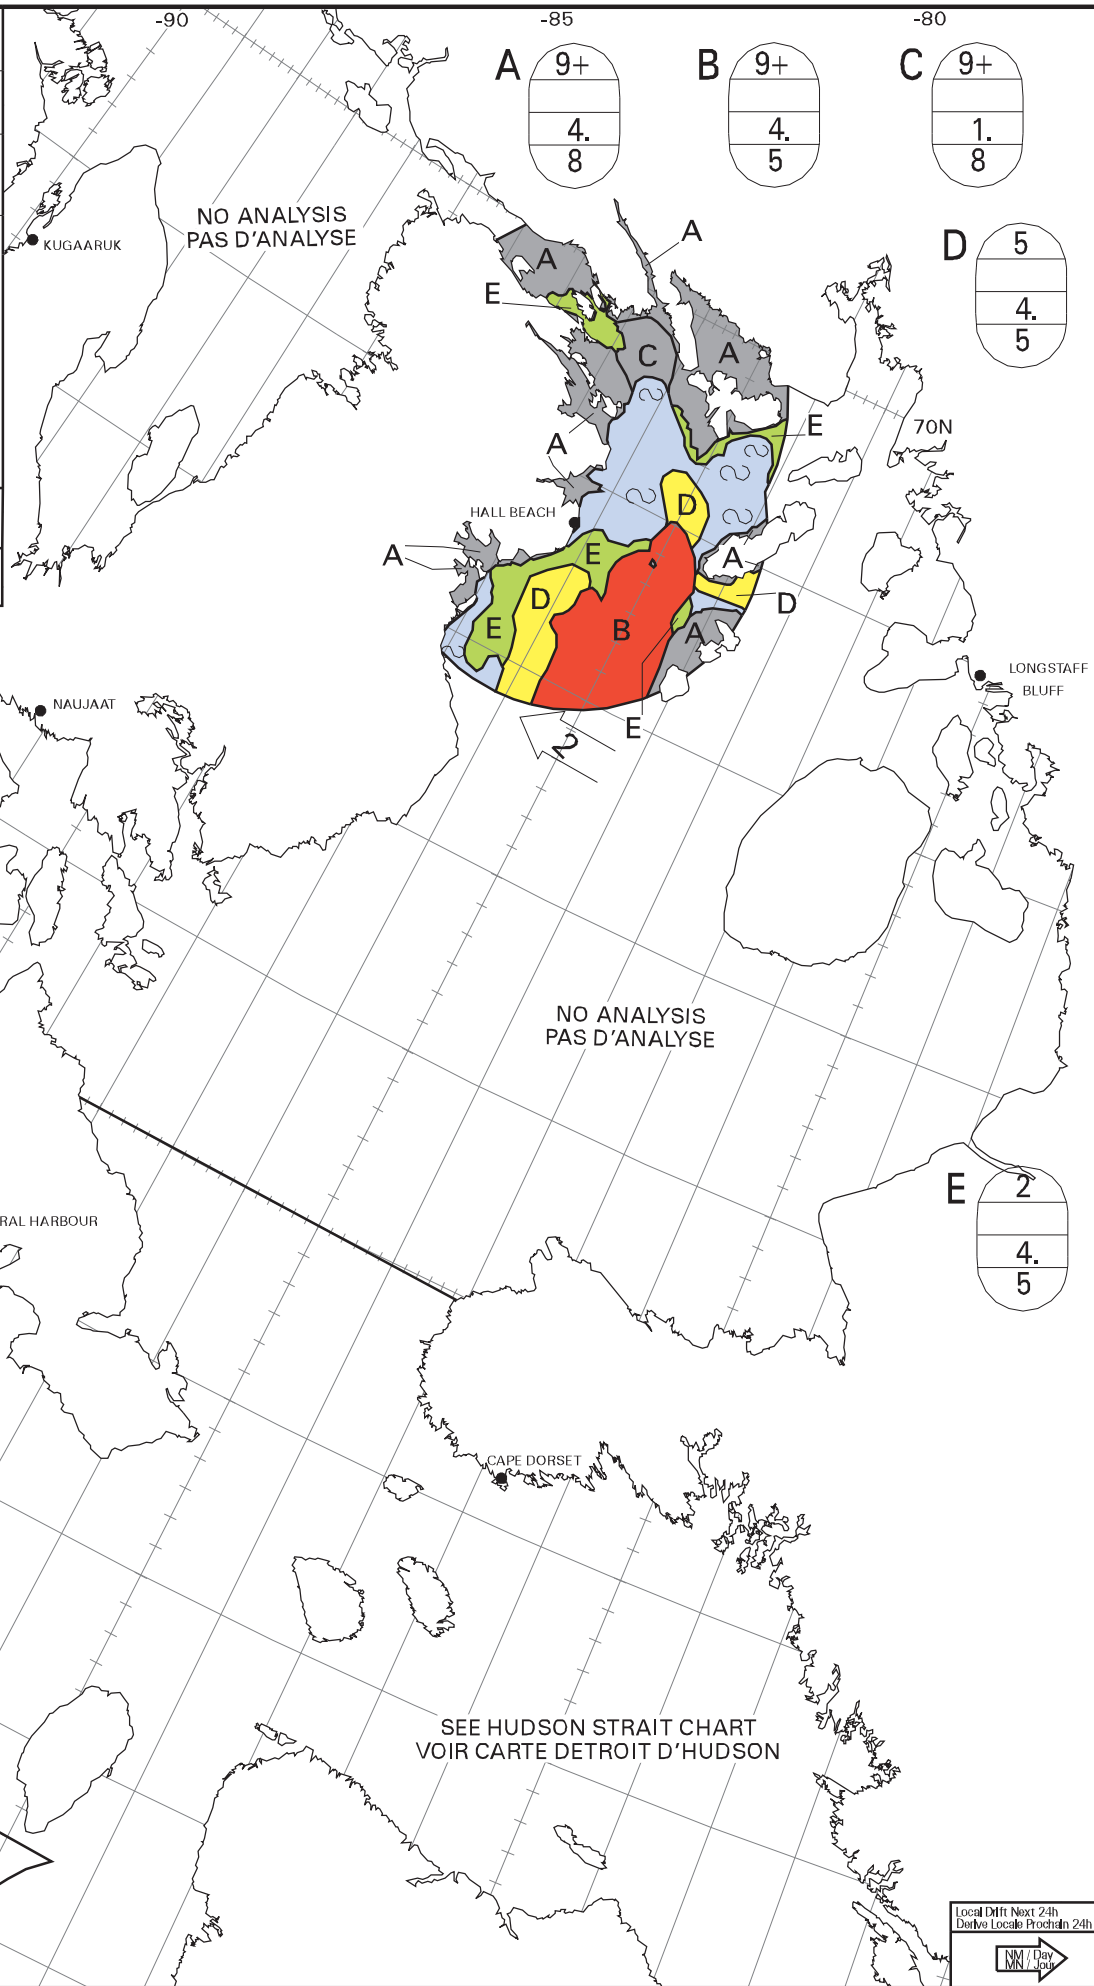 -90
-85
-80
A
9+
4.
8
B
9+
4.
5
C
9+
1.
8
D
5
4.
5
NO ANALYSIS
PAS D'ANALYSE
KUGAARUK
A
A
E
C
A
A
E
70N
D
HALL BEACH
A
E
A
D
D
E
B
A
E
2
LONGSTAFF
BLUFF
NAUJAAT
NO ANALYSIS
PAS D'ANALYSE
E
2
4.
5
RAL HARBOUR
CAPE DORSET
SEE HUDSON STRAIT CHART
VOIR CARTE DETROIT D'HUDSON
Local Drift Next 24h
Derive Locale Prochain 24h
NM / Day
MN / Jour